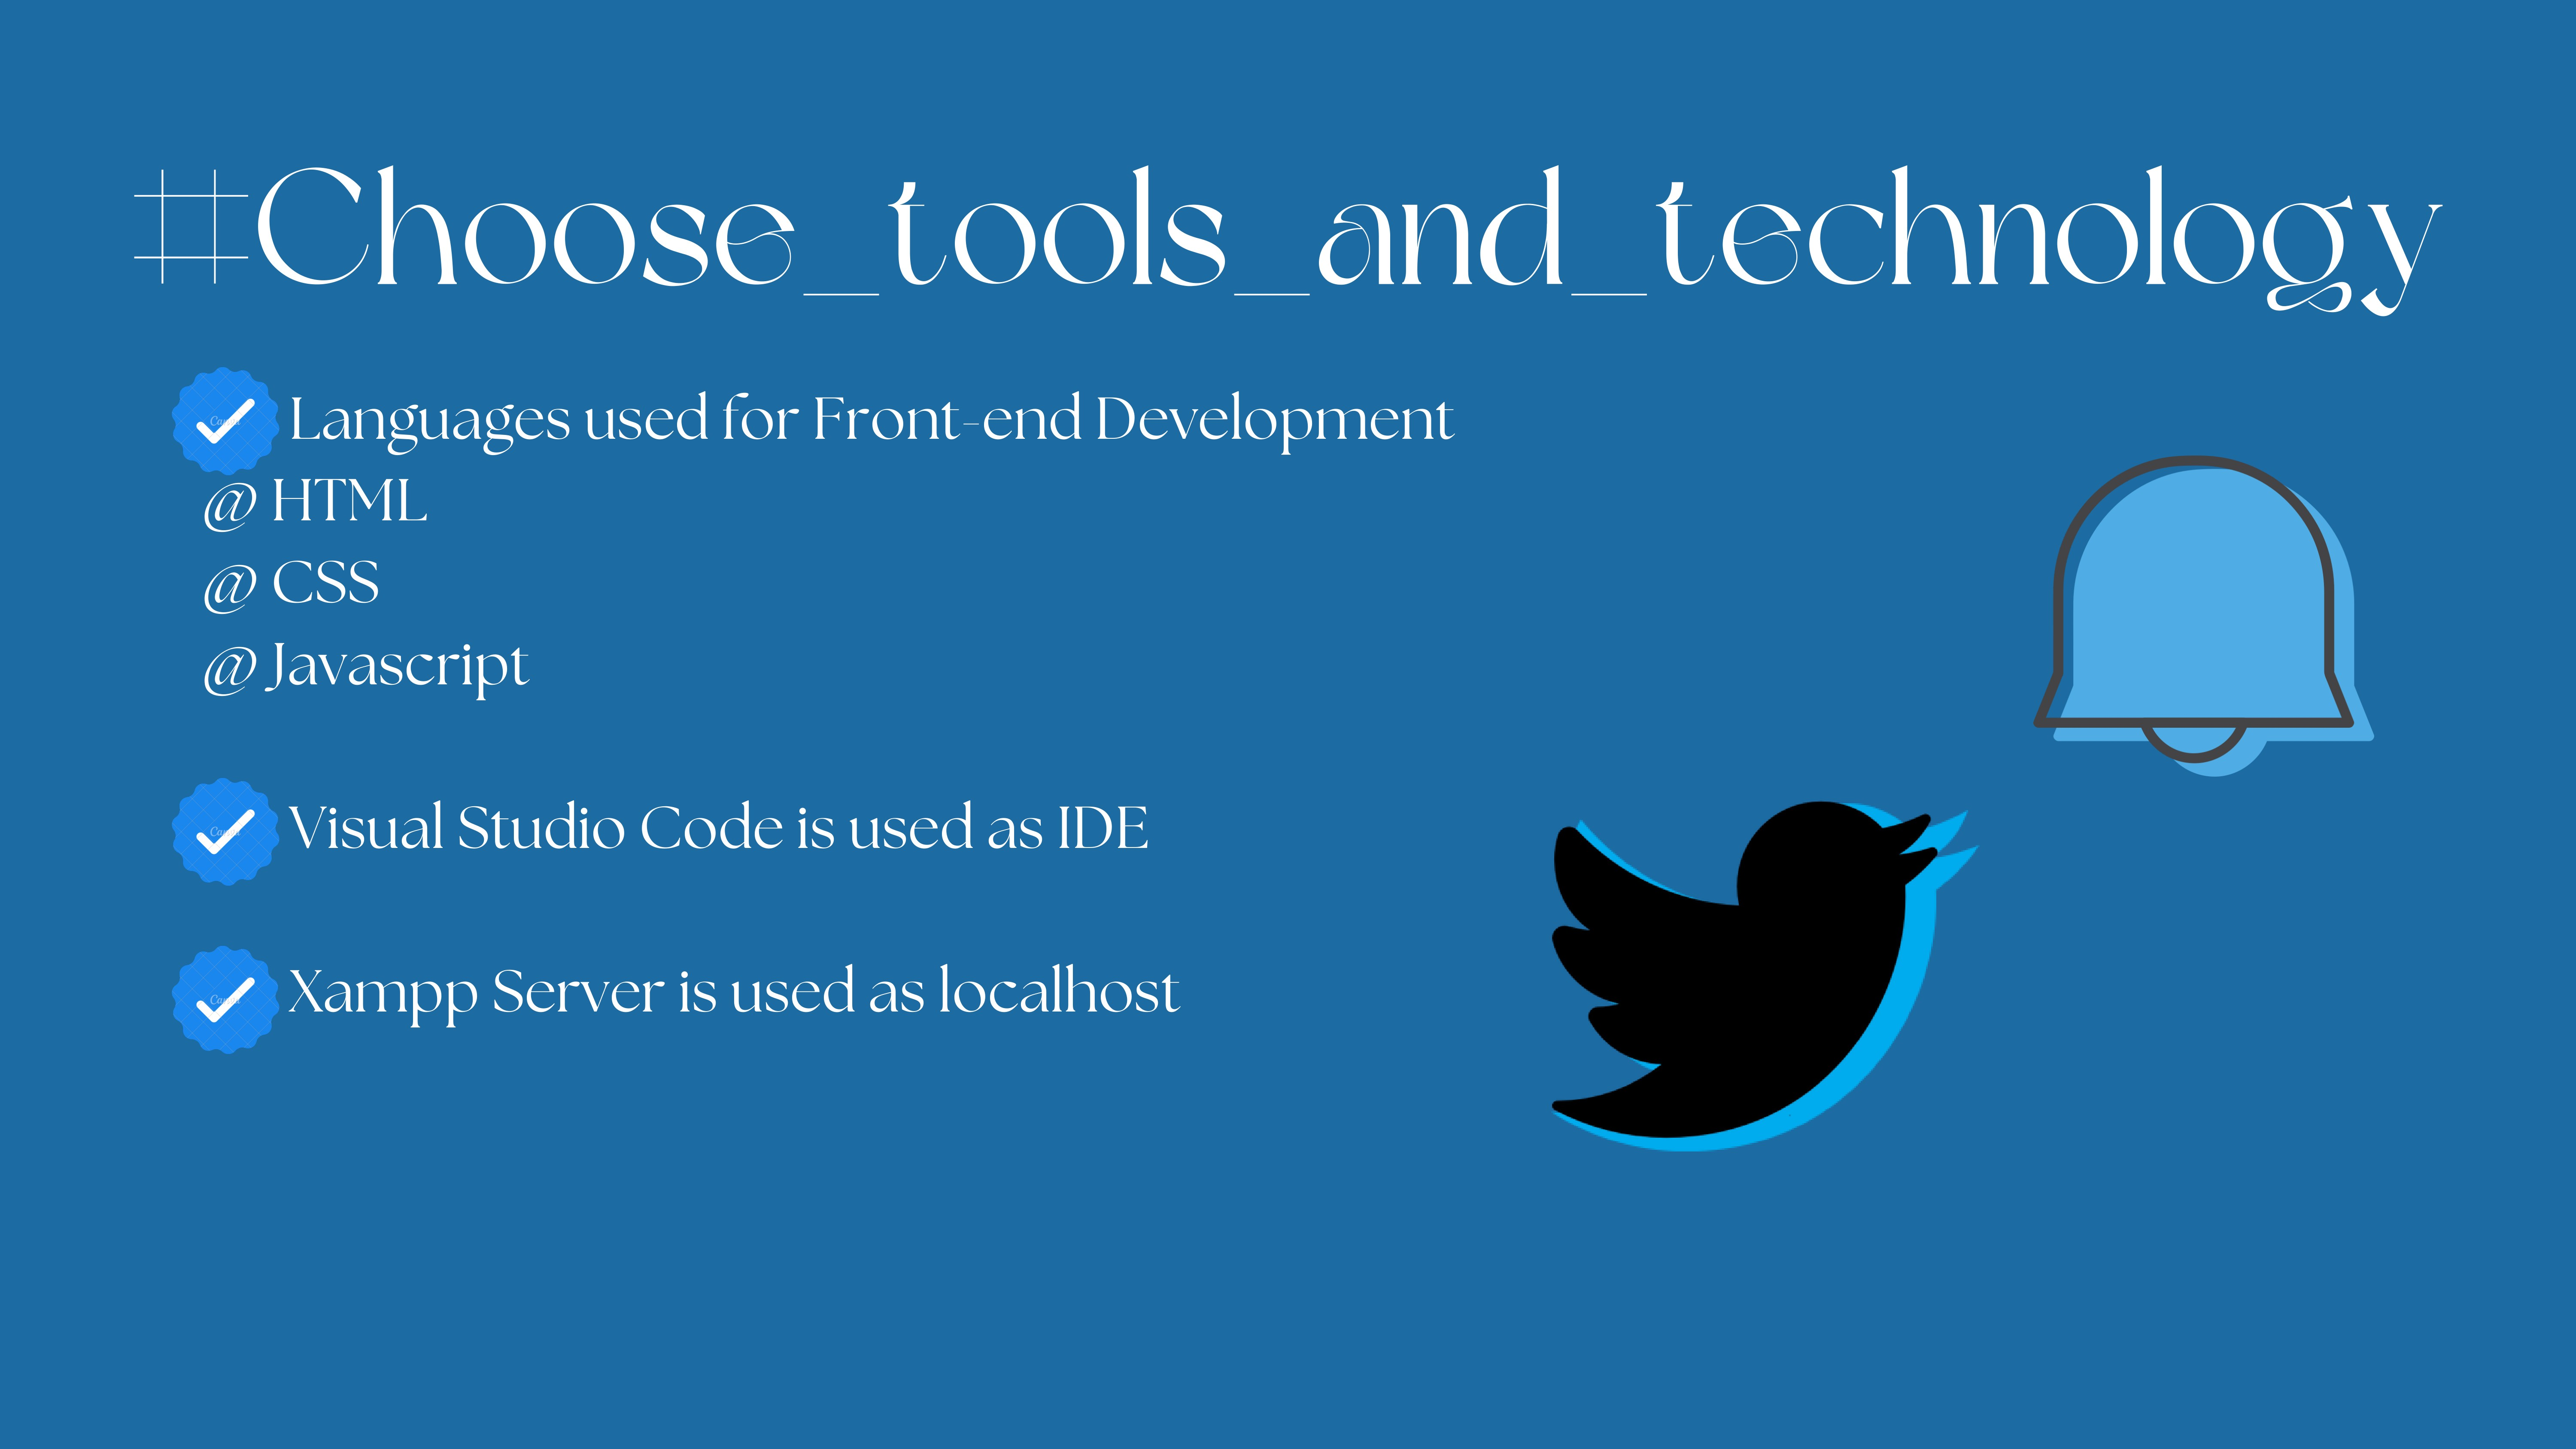 #Choose_tools_and_technology
Languages used for Front-end Development
@ HTML
@ CSS
@ Javascript
Visual Studio Code is used as IDE
Xampp Server is used as localhost